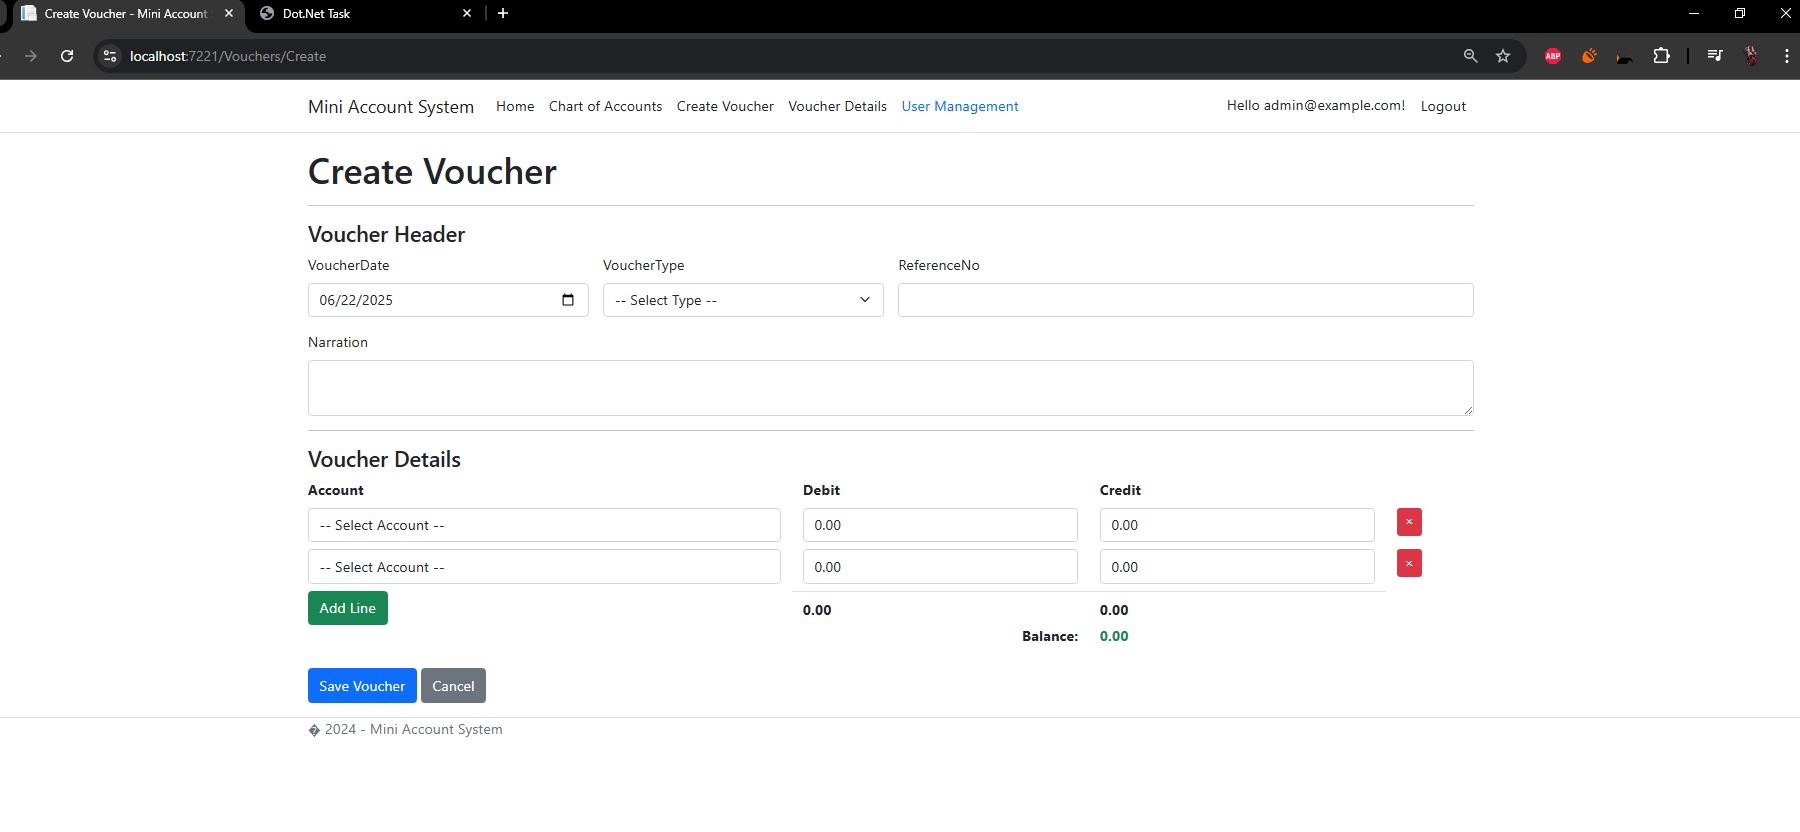 Create Voucher - Mini Account
Dot.Net Task
localhost:7221/Vouchers/Create
ABP
Mini Account System Home Chart of Accounts Create Voucher Voucher Details User Management Hello admin@example.com! Logout
Create Voucher
Voucher Header
VoucherDate VoucherType ReferenceNo
06/22/2025 -- Select Type --
Narration
Voucher Details
Account Debit Credit
-- Select Account -- 0.00 0.00 ×
-- Select Account -- 0.00 0.00 ×
Add Line 0.00 0.00
Balance: 0.00
Save Voucher Cancel
� 2024 - Mini Account System